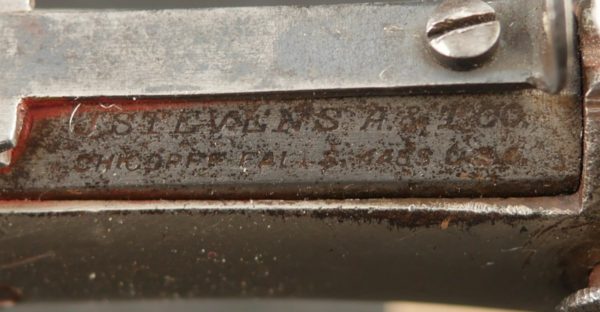 J. STEVENS A. & T. CO.
CHICOPEE FALLS, MASS. U.S.A.